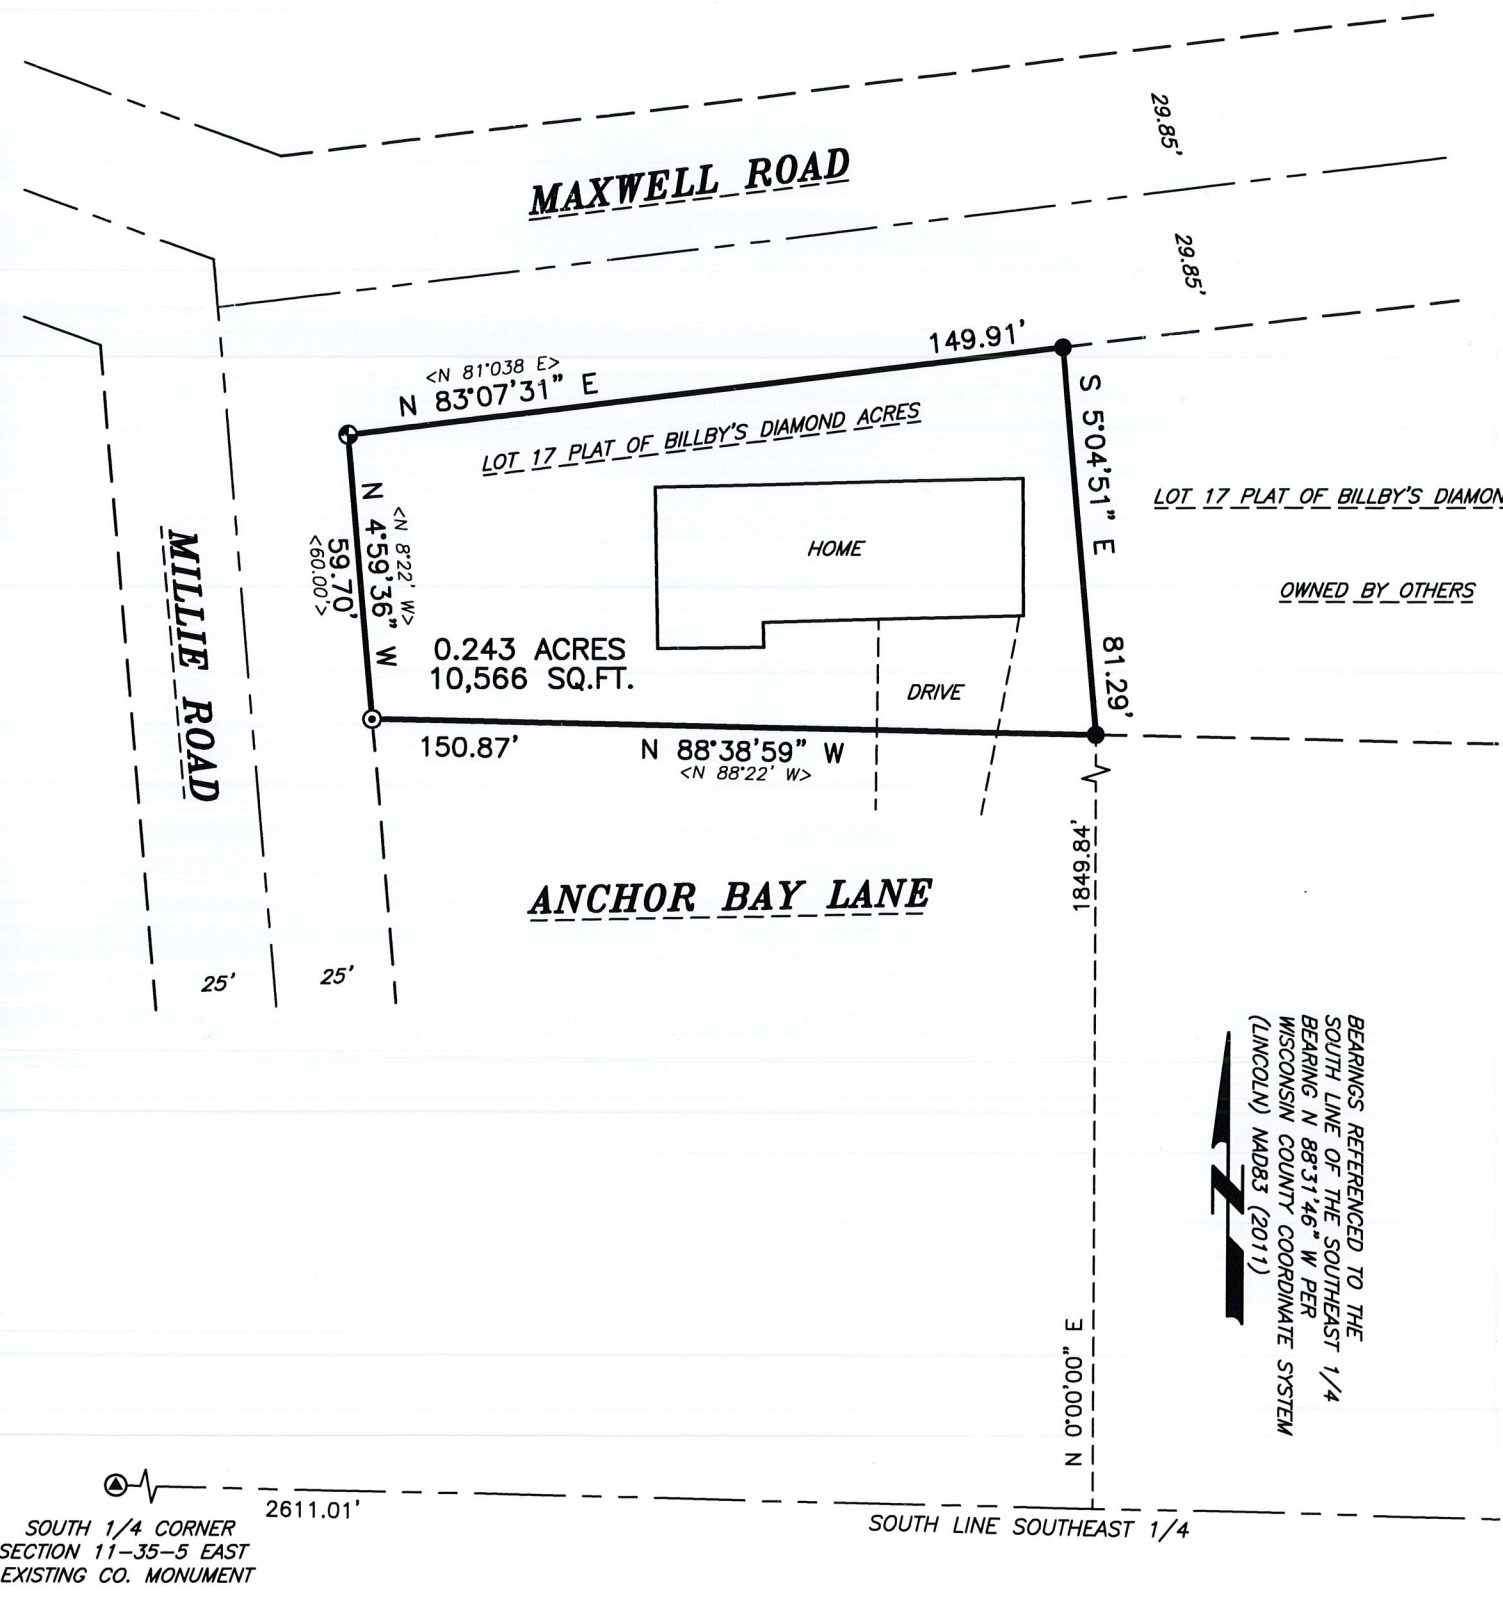 29.85'
MAXWELL ROAD
29.85'
149.91'
<N 81°038 E>
N 83°07'31" E
LOT 17 PLAT OF BILLBY'S DIAMOND ACRES
S 5°04'51" E
81.29'
LOT 17 PLAT OF BILLBY'S DIAMON
OWNED BY OTHERS
HOME
<N 8°22' W>
N 4°59'36" W
59.70'
<60.00'>
MILLIE ROAD
0.243 ACRES
10,566 SQ.FT.
DRIVE
150.87'
N 88°38'59" W
<N 88°22' W>
1849.84'
ANCHOR BAY LANE
25'
25'
BEARINGS REFERENCED TO THE
SOUTH LINE OF THE SOUTHEAST 1/4
BEARING N 88°31'46" W PER
WISCONSIN COUNTY COORDINATE SYSTEM
(LINCOLN) NAD83 (2011)
N
N 0°00'00" E
2611.01'
SOUTH LINE SOUTHEAST 1/4
SOUTH 1/4 CORNER
SECTION 11-35-5 EAST
EXISTING CO. MONUMENT